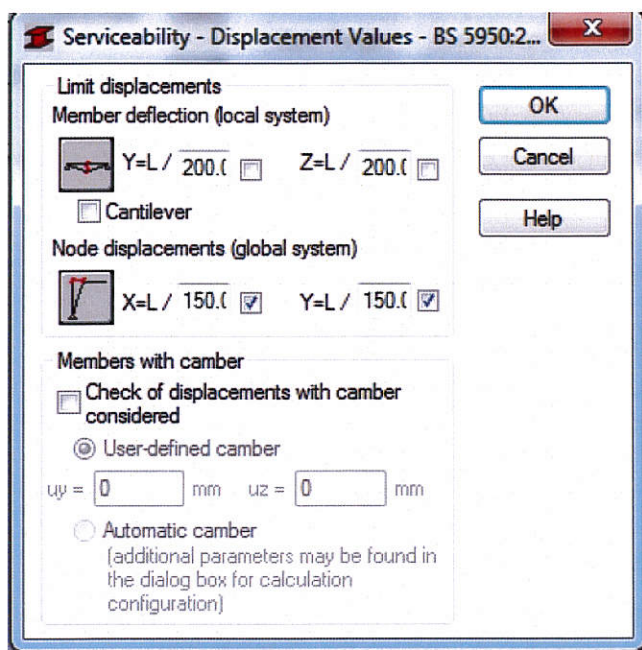 Serviceability - Displacement Values - BS 5950:2...
Limit displacements
Member deflection (local system)
Y=L / 200.( Z=L / 200.(
Cantilever
Node displacements (global system)
X=L / 150.( Y=L / 150.(
Members with camber
Check of displacements with camber
considered
User-defined camber
uy = 0 mm uz = 0 mm
Automatic camber
(additional parameters may be found in
the dialog box for calculation
configuration)
OK
Cancel
Help